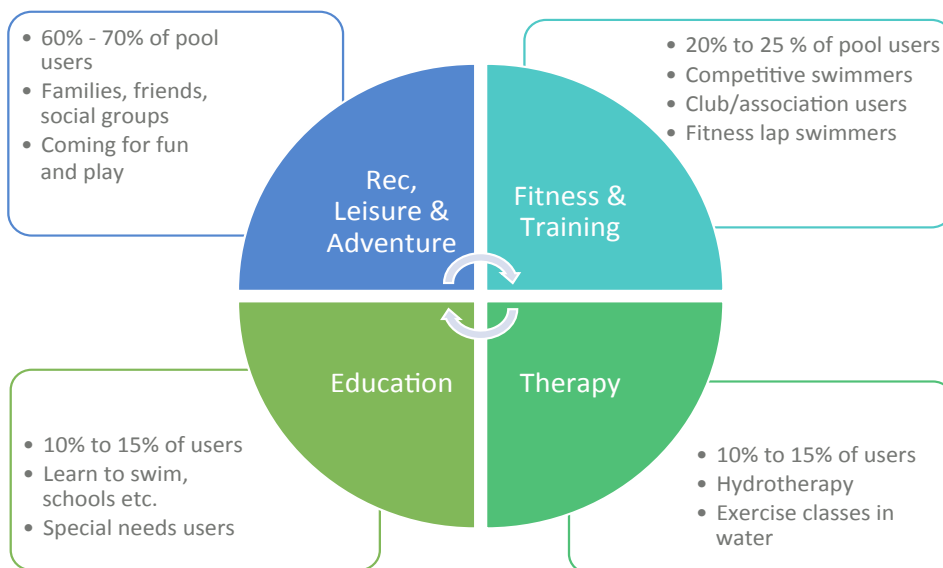 • 60% - 70% of pool
users
• Families, friends,
social groups
• Coming for fun
and play
• 20% to 25 % of pool users
• Competitive swimmers
• Club/association users
• Fitness lap swimmers
Rec,
Leisure &
Adventure
Fitness &
Training
Education
Therapy
• 10% to 15% of users
• Learn to swim,
schools etc.
• Special needs users
• 10% to 15% of users
• Hydrotherapy
• Exercise classes in
water